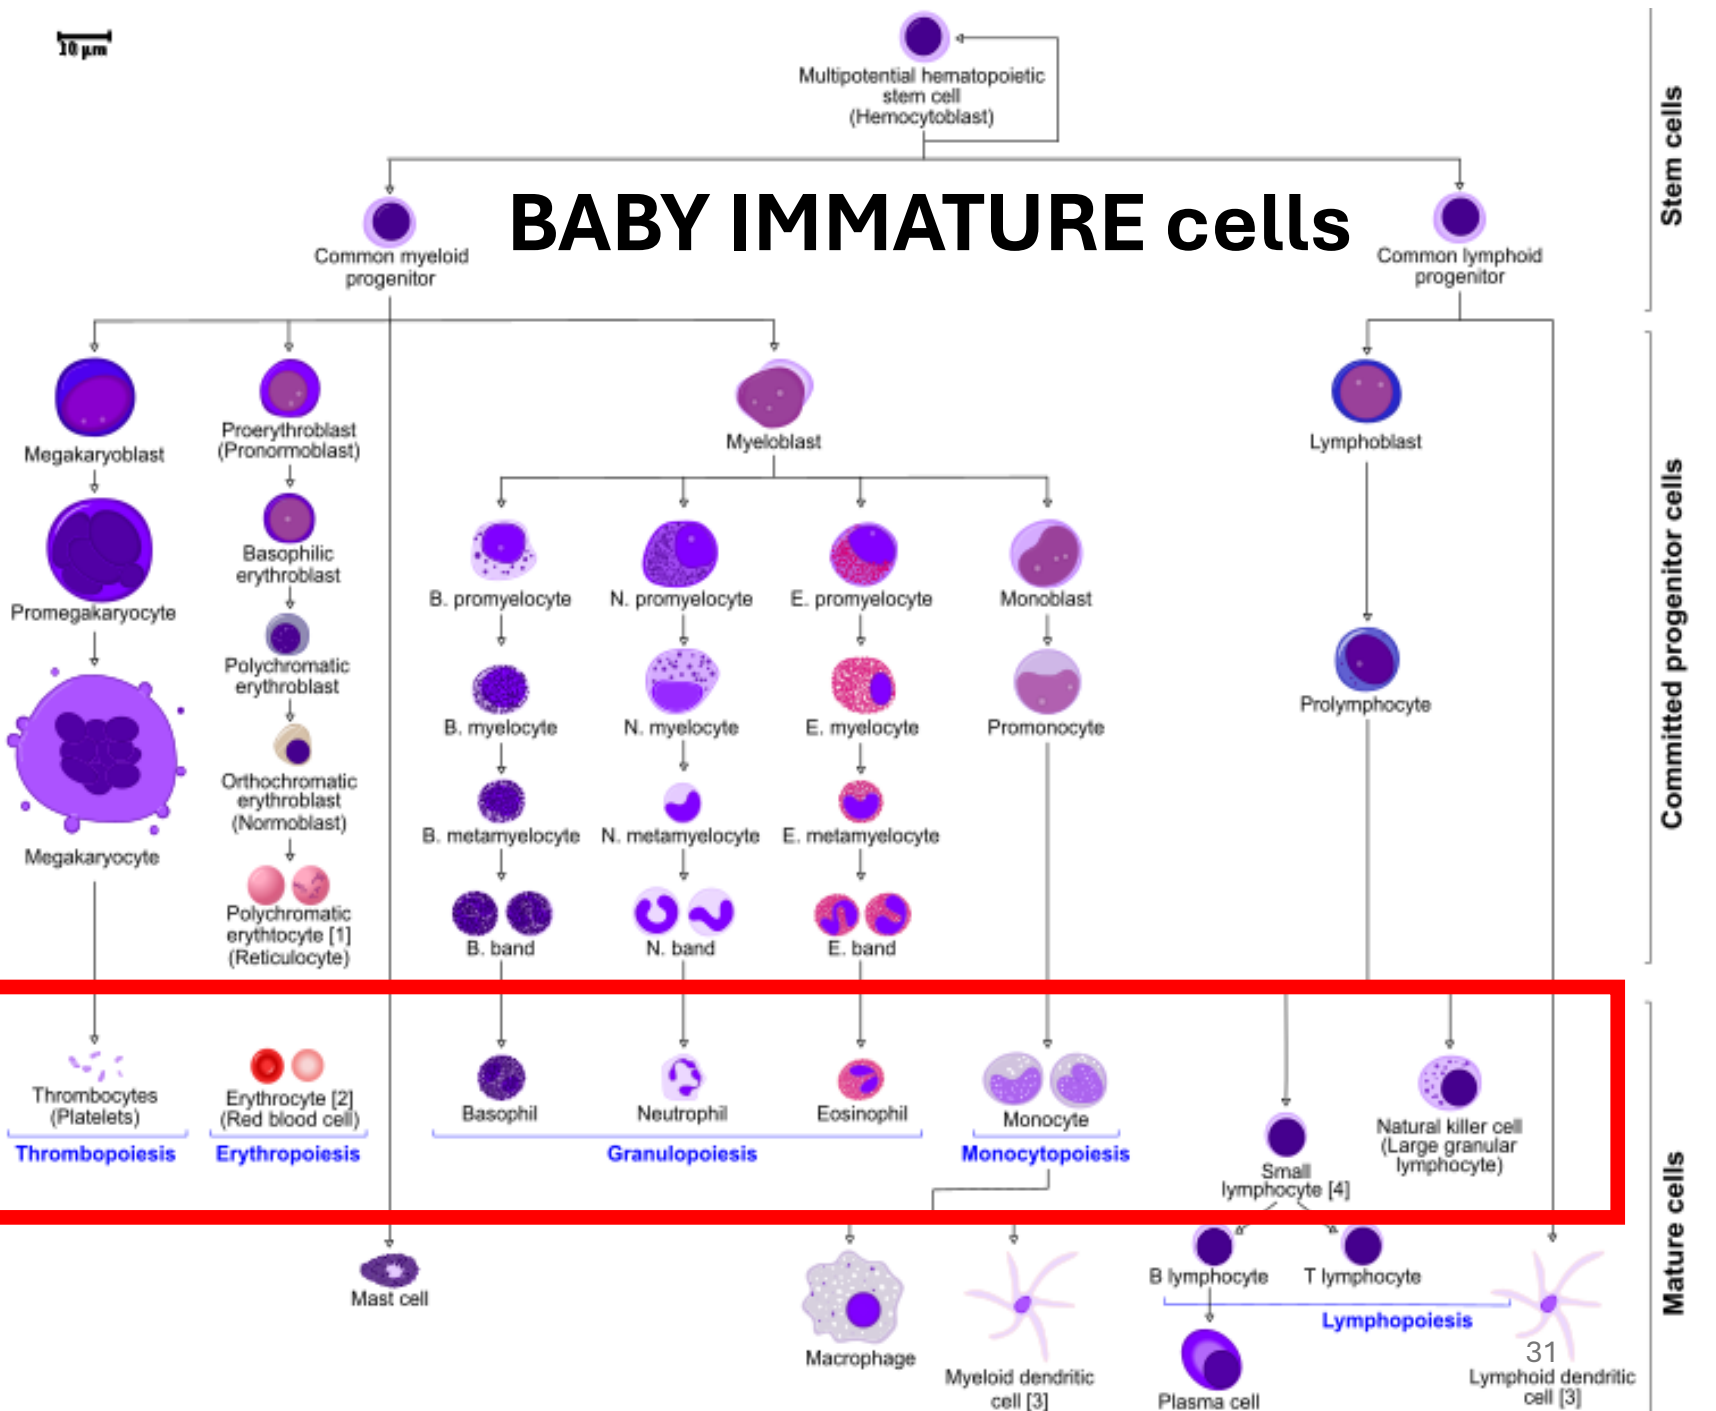 10 µm
Multipotential hematopoietic
stem cell
(Hemocytoblast)
Stem cells
BABY IMMATURE cells
Common myeloid
progenitor
Common lymphoid
progenitor
Committed progenitor cells
Megakaryoblast
Proerythroblast
(Pronormoblast)
Myeloblast
Lymphoblast
Promegakaryocyte
Basophilic
erythroblast
B. promyelocyte
N. promyelocyte
E. promyelocyte
Monoblast
Polychromatic
erythroblast
B. myelocyte
N. myelocyte
E. myelocyte
Promonocyte
Prolymphocyte
Megakaryocyte
Orthochromatic
erythroblast
(Normoblast)
B. metamyelocyte
N. metamyelocyte
E. metamyelocyte
Polychromatic
erythtocyte [1]
(Reticulocyte)
B. band
N. band
E. band
Mature cells
Thrombocytes
(Platelets)
Erythrocyte [2]
(Red blood cell)
Basophil
Neutrophil
Eosinophil
Monocyte
Small
lymphocyte [4]
Natural killer cell
(Large granular
lymphocyte)
Thrombopoiesis
Erythropoiesis
Granulopoiesis
Monocytopoiesis
Mast cell
Macrophage
Myeloid dendritic
cell [3]
B lymphocyte
T lymphocyte
Lymphopoiesis
Plasma cell
31
Lymphoid dendritic
cell [3]